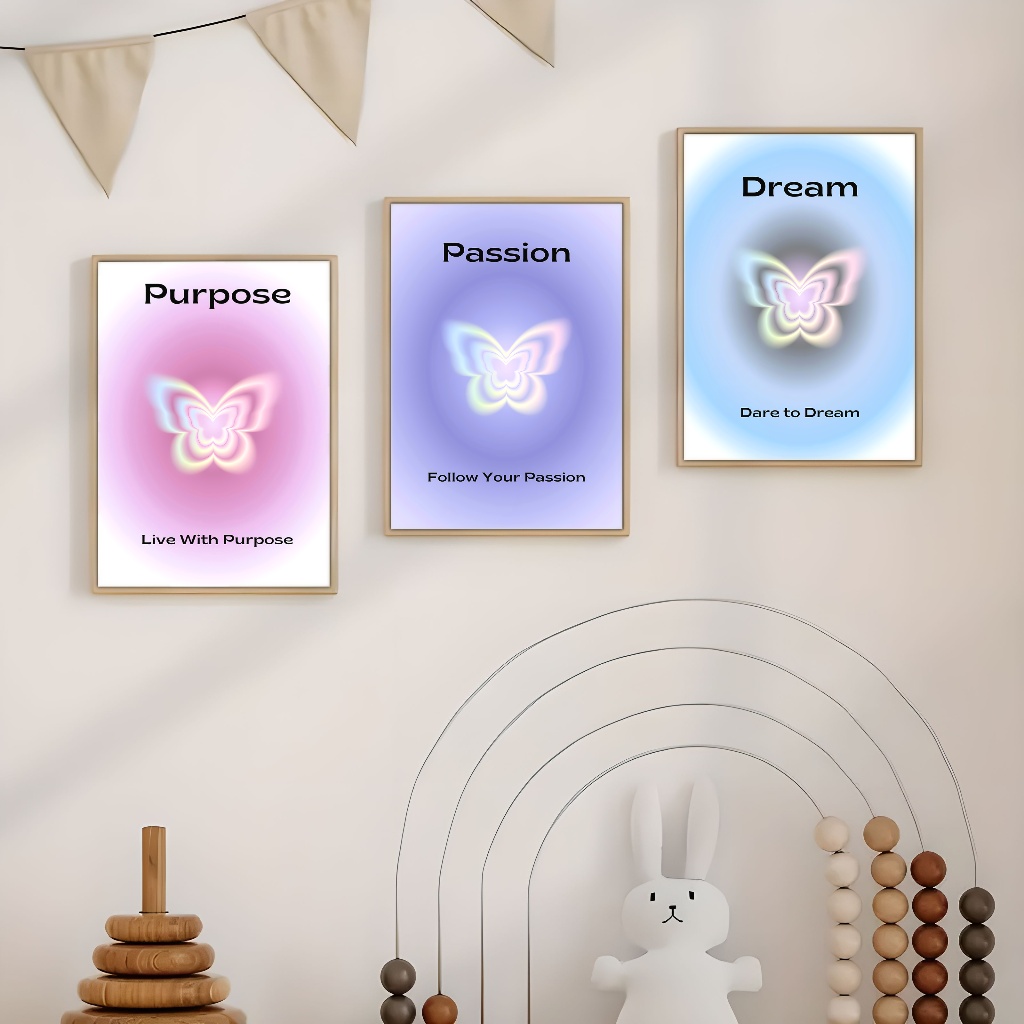 Purpose
Live With Purpose
Passion
Follow Your Passion
Dream
Dare to Dream